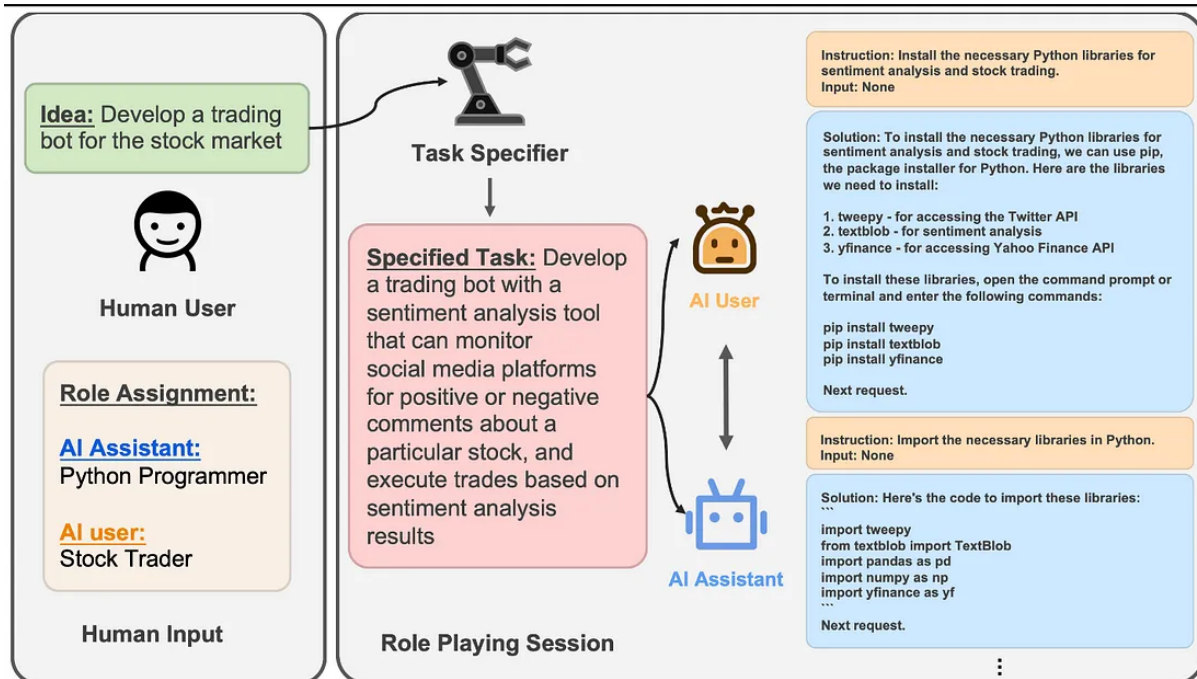 Idea: Develop a trading
bot for the stock market
Human User
Role Assignment:
AI Assistant:
Python Programmer
AI user:
Stock Trader
Human Input
Task Specifier
Specified Task: Develop
a trading bot with a
sentiment analysis tool
that can monitor
social media platforms
for positive or negative
comments about a
particular stock, and
execute trades based on
sentiment analysis
results
Role Playing Session
AI User
AI Assistant
Instruction: Install the necessary Python libraries for
sentiment analysis and stock trading.
Input: None
Solution: To install the necessary Python libraries for
sentiment analysis and stock trading, we can use pip,
the package installer for Python. Here are the libraries
we need to install:
1. tweepy - for accessing the Twitter API
2. textblob - for sentiment analysis
3. yfinance - for accessing Yahoo Finance API
To install these libraries, open the command prompt or
terminal and enter the following commands:
pip install tweepy
pip install textblob
pip install yfinance
Next request.
Instruction: Import the necessary libraries in Python.
Input: None
Solution: Here's the code to import these libraries:
```
import tweepy
from textblob import TextBlob
import pandas as pd
import numpy as np
import yfinance as yf
```
Next request.